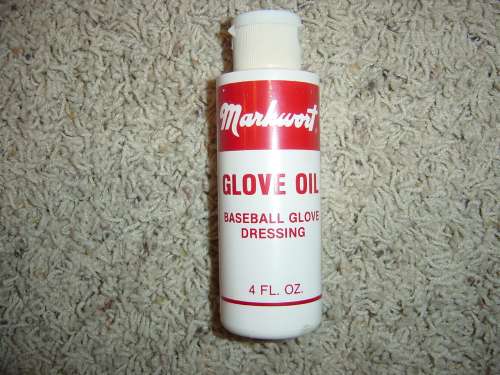 Markwort
GLOVE OIL
BASEBALL GLOVE
DRESSING
4 FL. OZ.